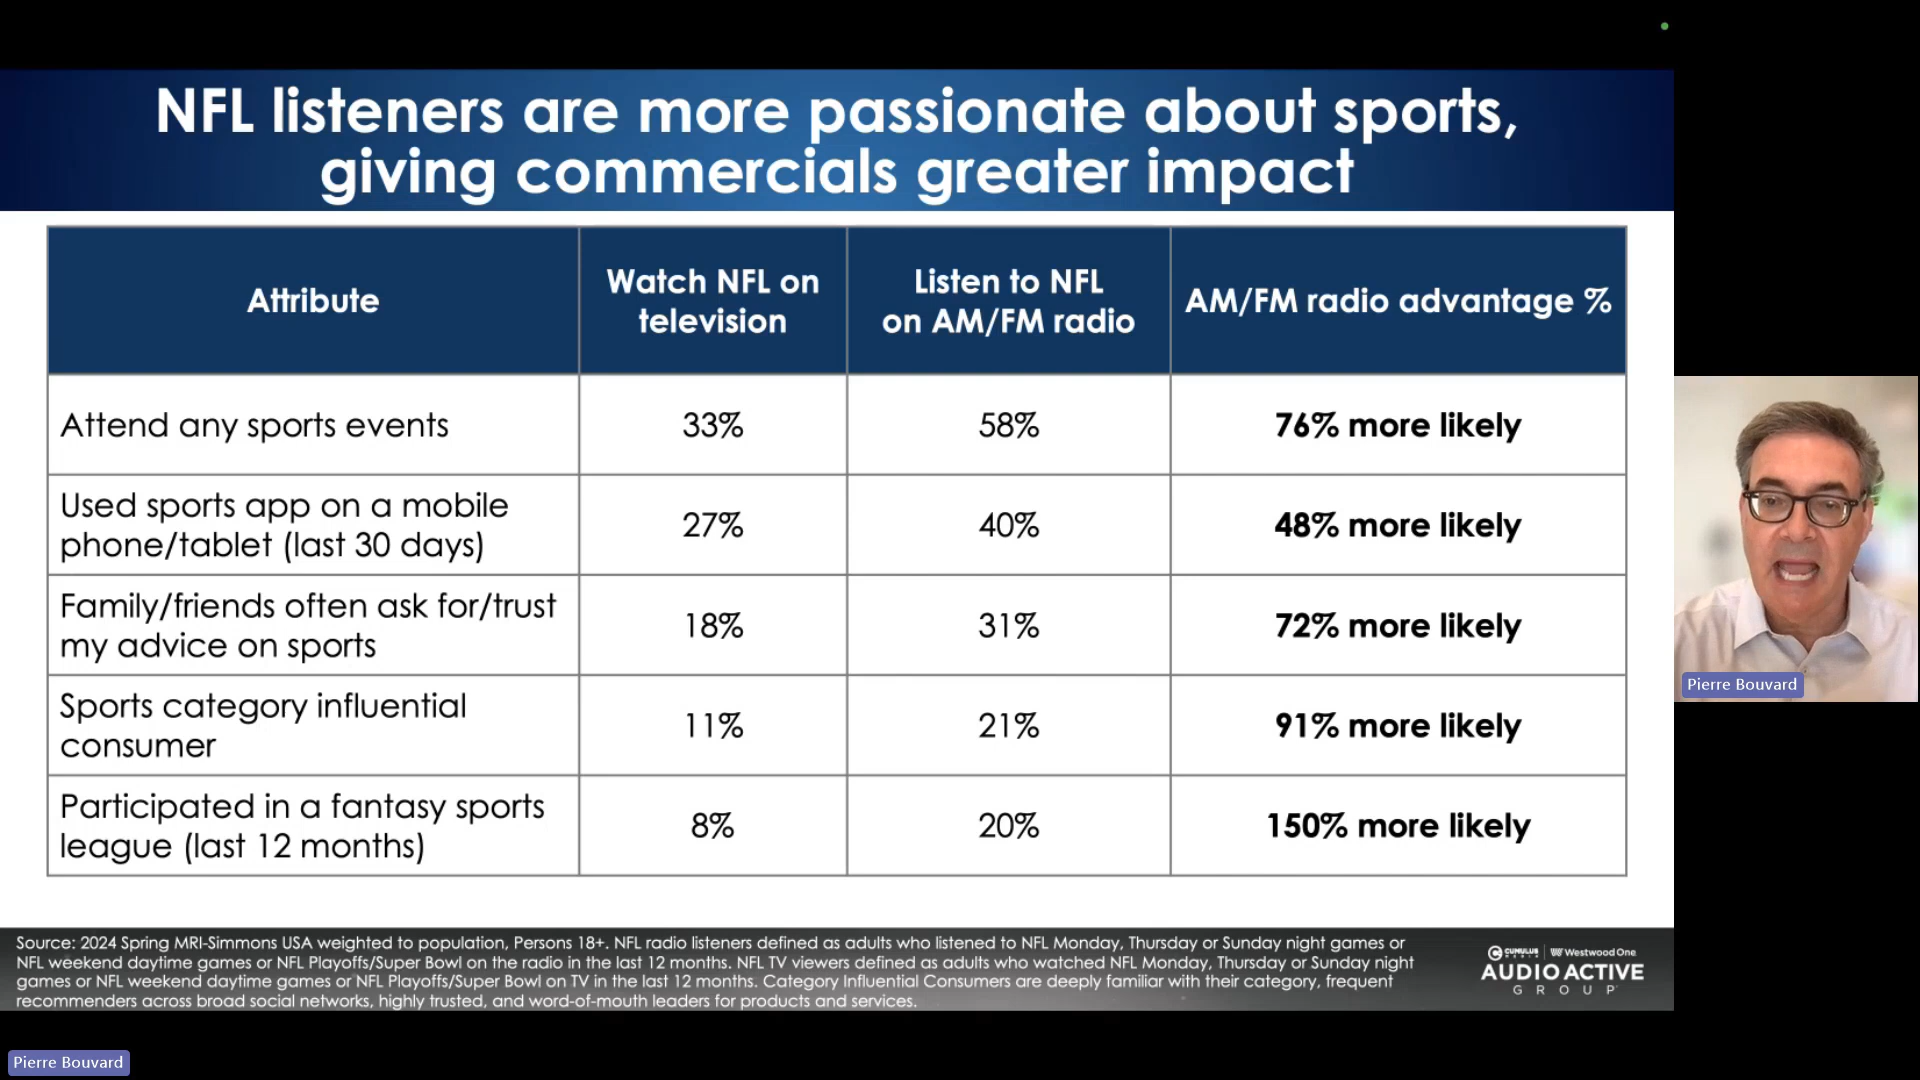 NFL listeners are more passionate about sports,
giving commercials greater impact
Attribute
Watch NFL on
television
Listen to NFL
on AM/FM radio
AM/FM radio advantage %
Attend any sports events
33%
58%
76% more likely
Used sports app on a mobile
phone/tablet (last 30 days)
27%
40%
48% more likely
Family/friends often ask for/trust
my advice on sports
18%
31%
72% more likely
Sports category influential
consumer
11%
21%
91% more likely
Participated in a fantasy sports
league (last 12 months)
8%
20%
150% more likely
Source: 2024 Spring MRI-Simmons USA weighted to population, Persons 18+. NFL radio listeners defined as adults who listened to NFL Monday, Thursday or Sunday night games or
NFL weekend daytime games or NFL Playoffs/Super Bowl on the radio in the last 12 months. NFL TV viewers defined as adults who watched NFL Monday, Thursday or Sunday night
games or NFL weekend daytime games or NFL Playoffs/Super Bowl on TV in the last 12 months. Category Influential Consumers are deeply familiar with their category, frequent
recommenders across broad social networks, highly trusted, and word-of-mouth leaders for products and services.
CUMULUS MEDIA | Westwood One
AUDIO ACTIVE
GROUP
Pierre Bouvard
Pierre Bouvard